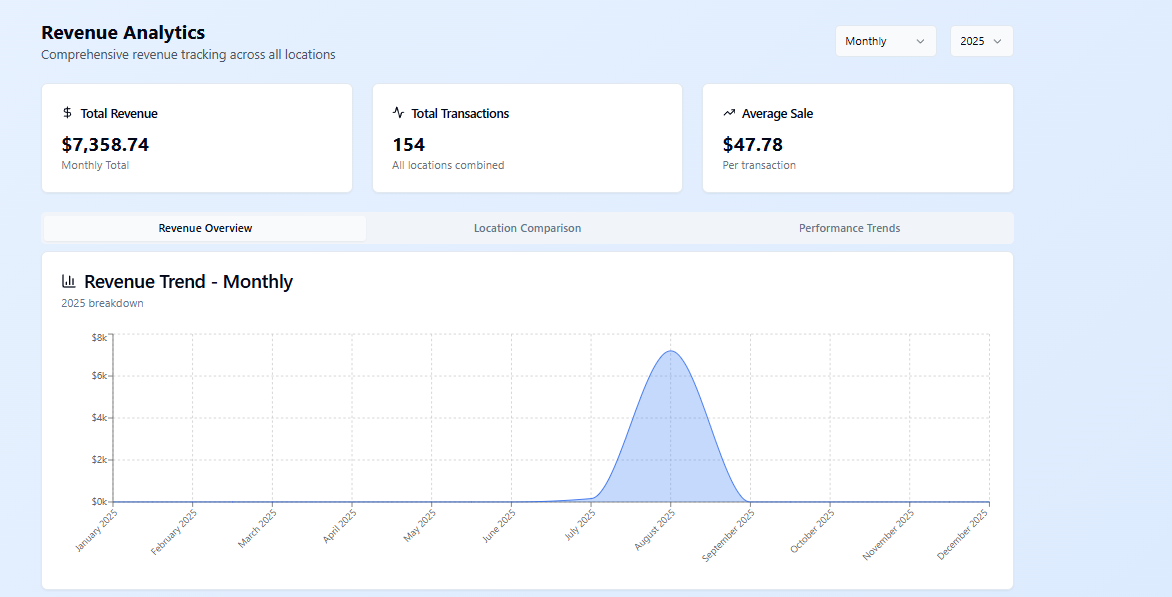 Revenue Analytics
Comprehensive revenue tracking across all locations
Monthly
2025
Total Revenue
$7,358.74
Monthly Total
Total Transactions
154
All locations combined
Average Sale
$47.78
Per transaction
Revenue Overview
Location Comparison
Performance Trends
Revenue Trend - Monthly
2025 breakdown
$8k
$6k
$4k
$2k
$0k
January 2025
February 2025
March 2025
April 2025
May 2025
June 2025
July 2025
August 2025
September 2025
October 2025
November 2025
December 2025